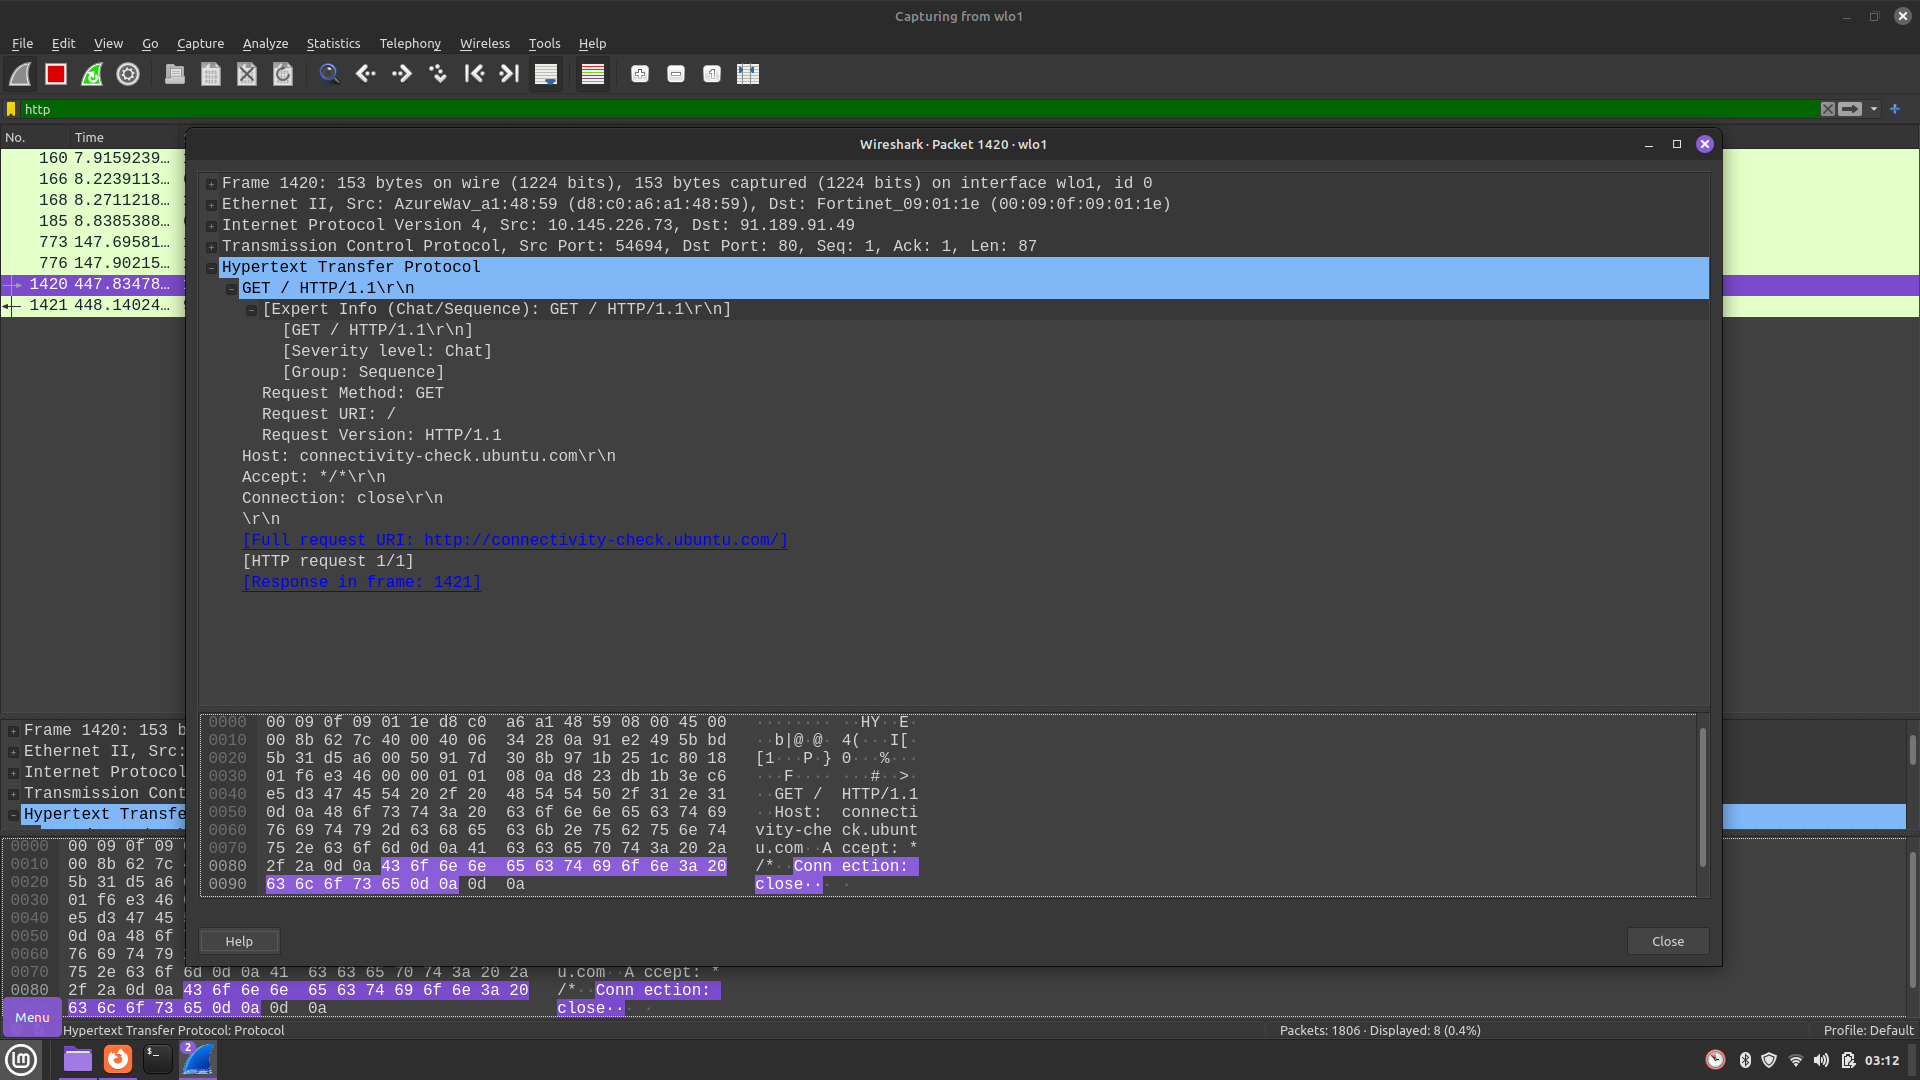 Capturing from wlo1
File Edit View Go Capture Analyze Statistics Telephony Wireless Tools Help
http
No. Time
160 7.9159239…
166 8.2239113…
168 8.2711218…
185 8.8385388…
773 147.69581…
776 147.90215…
1420 447.83478…
1421 448.14024…
Wireshark · Packet 1420 · wlo1
Frame 1420: 153 bytes on wire (1224 bits), 153 bytes captured (1224 bits) on interface wlo1, id 0
Ethernet II, Src: AzureWav_a1:48:59 (d8:c0:a6:a1:48:59), Dst: Fortinet_09:01:1e (00:09:0f:09:01:1e)
Internet Protocol Version 4, Src: 10.145.226.73, Dst: 91.189.91.49
Transmission Control Protocol, Src Port: 54694, Dst Port: 80, Seq: 1, Ack: 1, Len: 87
Hypertext Transfer Protocol
GET / HTTP/1.1\r\n
[Expert Info (Chat/Sequence): GET / HTTP/1.1\r\n]
[GET / HTTP/1.1\r\n]
[Severity level: Chat]
[Group: Sequence]
Request Method: GET
Request URI: /
Request Version: HTTP/1.1
Host: connectivity-check.ubuntu.com\r\n
Accept: */*\r\n
Connection: close\r\n
\r\n
[Full request URI: http://connectivity-check.ubuntu.com/]
[HTTP request 1/1]
[Response in frame: 1421]
0000 00 09 0f 09 01 1e d8 c0 a6 a1 48 59 08 00 45 00 ········ ··HY··E·
0010 00 8b 62 7c 40 00 40 06 34 28 0a 91 e2 49 5b bd ··b|@·@· 4(···I[·
0020 5b 31 d5 a6 00 50 91 7d 30 8b 97 1b 25 1c 80 18 [1···P·} 0···%···
0030 01 f6 e3 46 00 00 01 01 08 0a d8 23 db 1b 3e c6 ···F···· ···#··>·
0040 e5 d3 47 45 54 20 2f 20 48 54 54 50 2f 31 2e 31 ··GET / HTTP/1.1
0050 0d 0a 48 6f 73 74 3a 20 63 6f 6e 6e 65 63 74 69 ··Host: connecti
0060 76 69 74 79 2d 63 68 65 63 6b 2e 75 62 75 6e 74 vity-che ck.ubunt
0070 75 2e 63 6f 6d 0d 0a 41 63 63 65 70 74 3a 20 2a u.com··A ccept: *
0080 2f 2a 0d 0a 43 6f 6e 6e 65 63 74 69 6f 6e 3a 20 /*··Conn ection:
0090 63 6c 6f 73 65 0d 0a 0d 0a close··· ·
Help Close
Frame 1420: 153 b
Ethernet II, Src:
Internet Protocol
Transmission Cont
Hypertext Transfe
0000 00 09 0f 09
0010 00 8b 62 7c
0020 5b 31 d5 a6
0030 01 f6 e3 46
0040 e5 d3 47 45
0050 0d 0a 48 6f
0060 76 69 74 79
0070 75 2e 63 6f 6d 0d 0a 41 63 63 65 70 74 3a 20 2a u.com··A ccept: *
0080 2f 2a 0d 0a 43 6f 6e 6e 65 63 74 69 6f 6e 3a 20 /*··Conn ection:
0090 63 6c 6f 73 65 0d 0a 0d 0a close··· ·
Menu
Hypertext Transfer Protocol: Protocol Packets: 1806 · Displayed: 8 (0.4%) Profile: Default
2
03:12